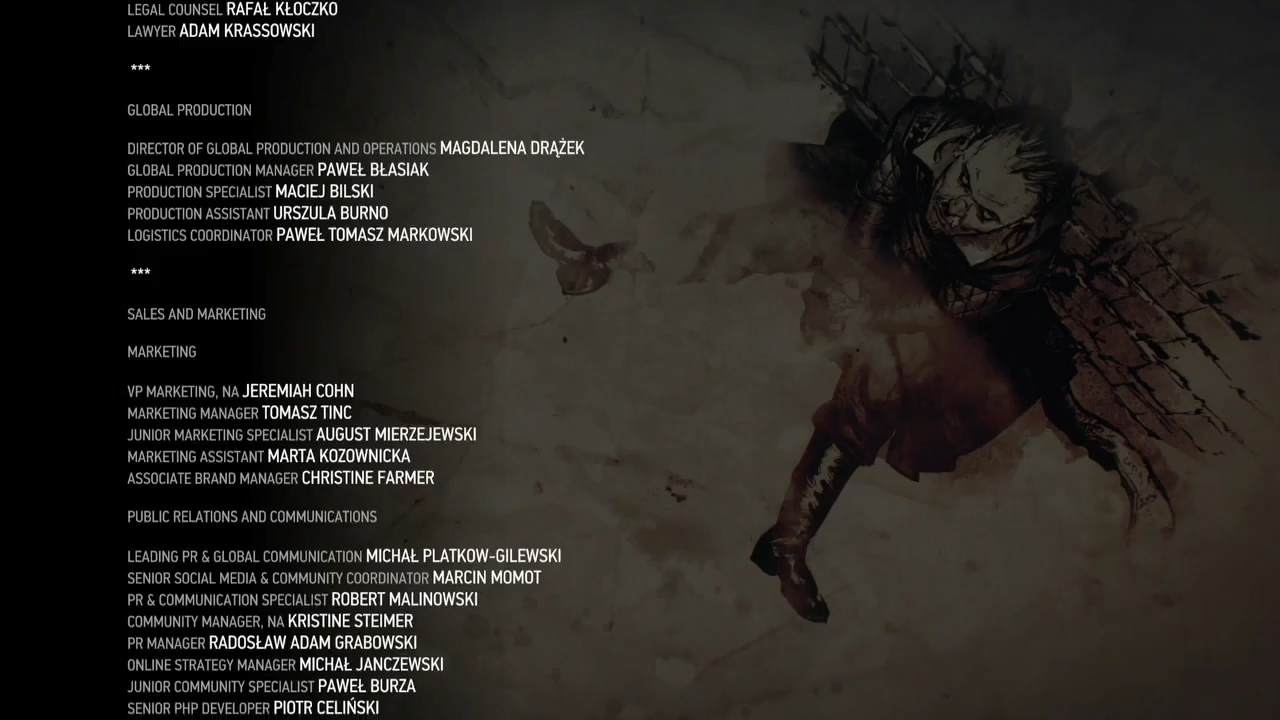 LEGAL COUNSEL RAFAŁ KŁOCZKO
LAWYER ADAM KRASSOWSKI
***
GLOBAL PRODUCTION
DIRECTOR OF GLOBAL PRODUCTION AND OPERATIONS MAGDALENA DRĄŻEK
GLOBAL PRODUCTION MANAGER PAWEŁ BŁASIAK
PRODUCTION SPECIALIST MACIEJ BILSKI
PRODUCTION ASSISTANT URSZULA BURNO
LOGISTICS COORDINATOR PAWEŁ TOMASZ MARKOWSKI
***
SALES AND MARKETING
MARKETING
VP MARKETING, NA JEREMIAH COHN
MARKETING MANAGER TOMASZ TINC
JUNIOR MARKETING SPECIALIST AUGUST MIERZEJEWSKI
MARKETING ASSISTANT MARTA KOZOWNICKA
ASSOCIATE BRAND MANAGER CHRISTINE FARMER
PUBLIC RELATIONS AND COMMUNICATIONS
LEADING PR & GLOBAL COMMUNICATION MICHAŁ PLATKOW-GILEWSKI
SENIOR SOCIAL MEDIA & COMMUNITY COORDINATOR MARCIN MOMOT
PR & COMMUNICATION SPECIALIST ROBERT MALINOWSKI
COMMUNITY MANAGER, NA KRISTINE STEIMER
PR MANAGER RADOSŁAW ADAM GRABOWSKI
ONLINE STRATEGY MANAGER MICHAŁ JANCZEWSKI
JUNIOR COMMUNITY SPECIALIST PAWEŁ BURZA
SENIOR PHP DEVELOPER PIOTR CELIŃSKI